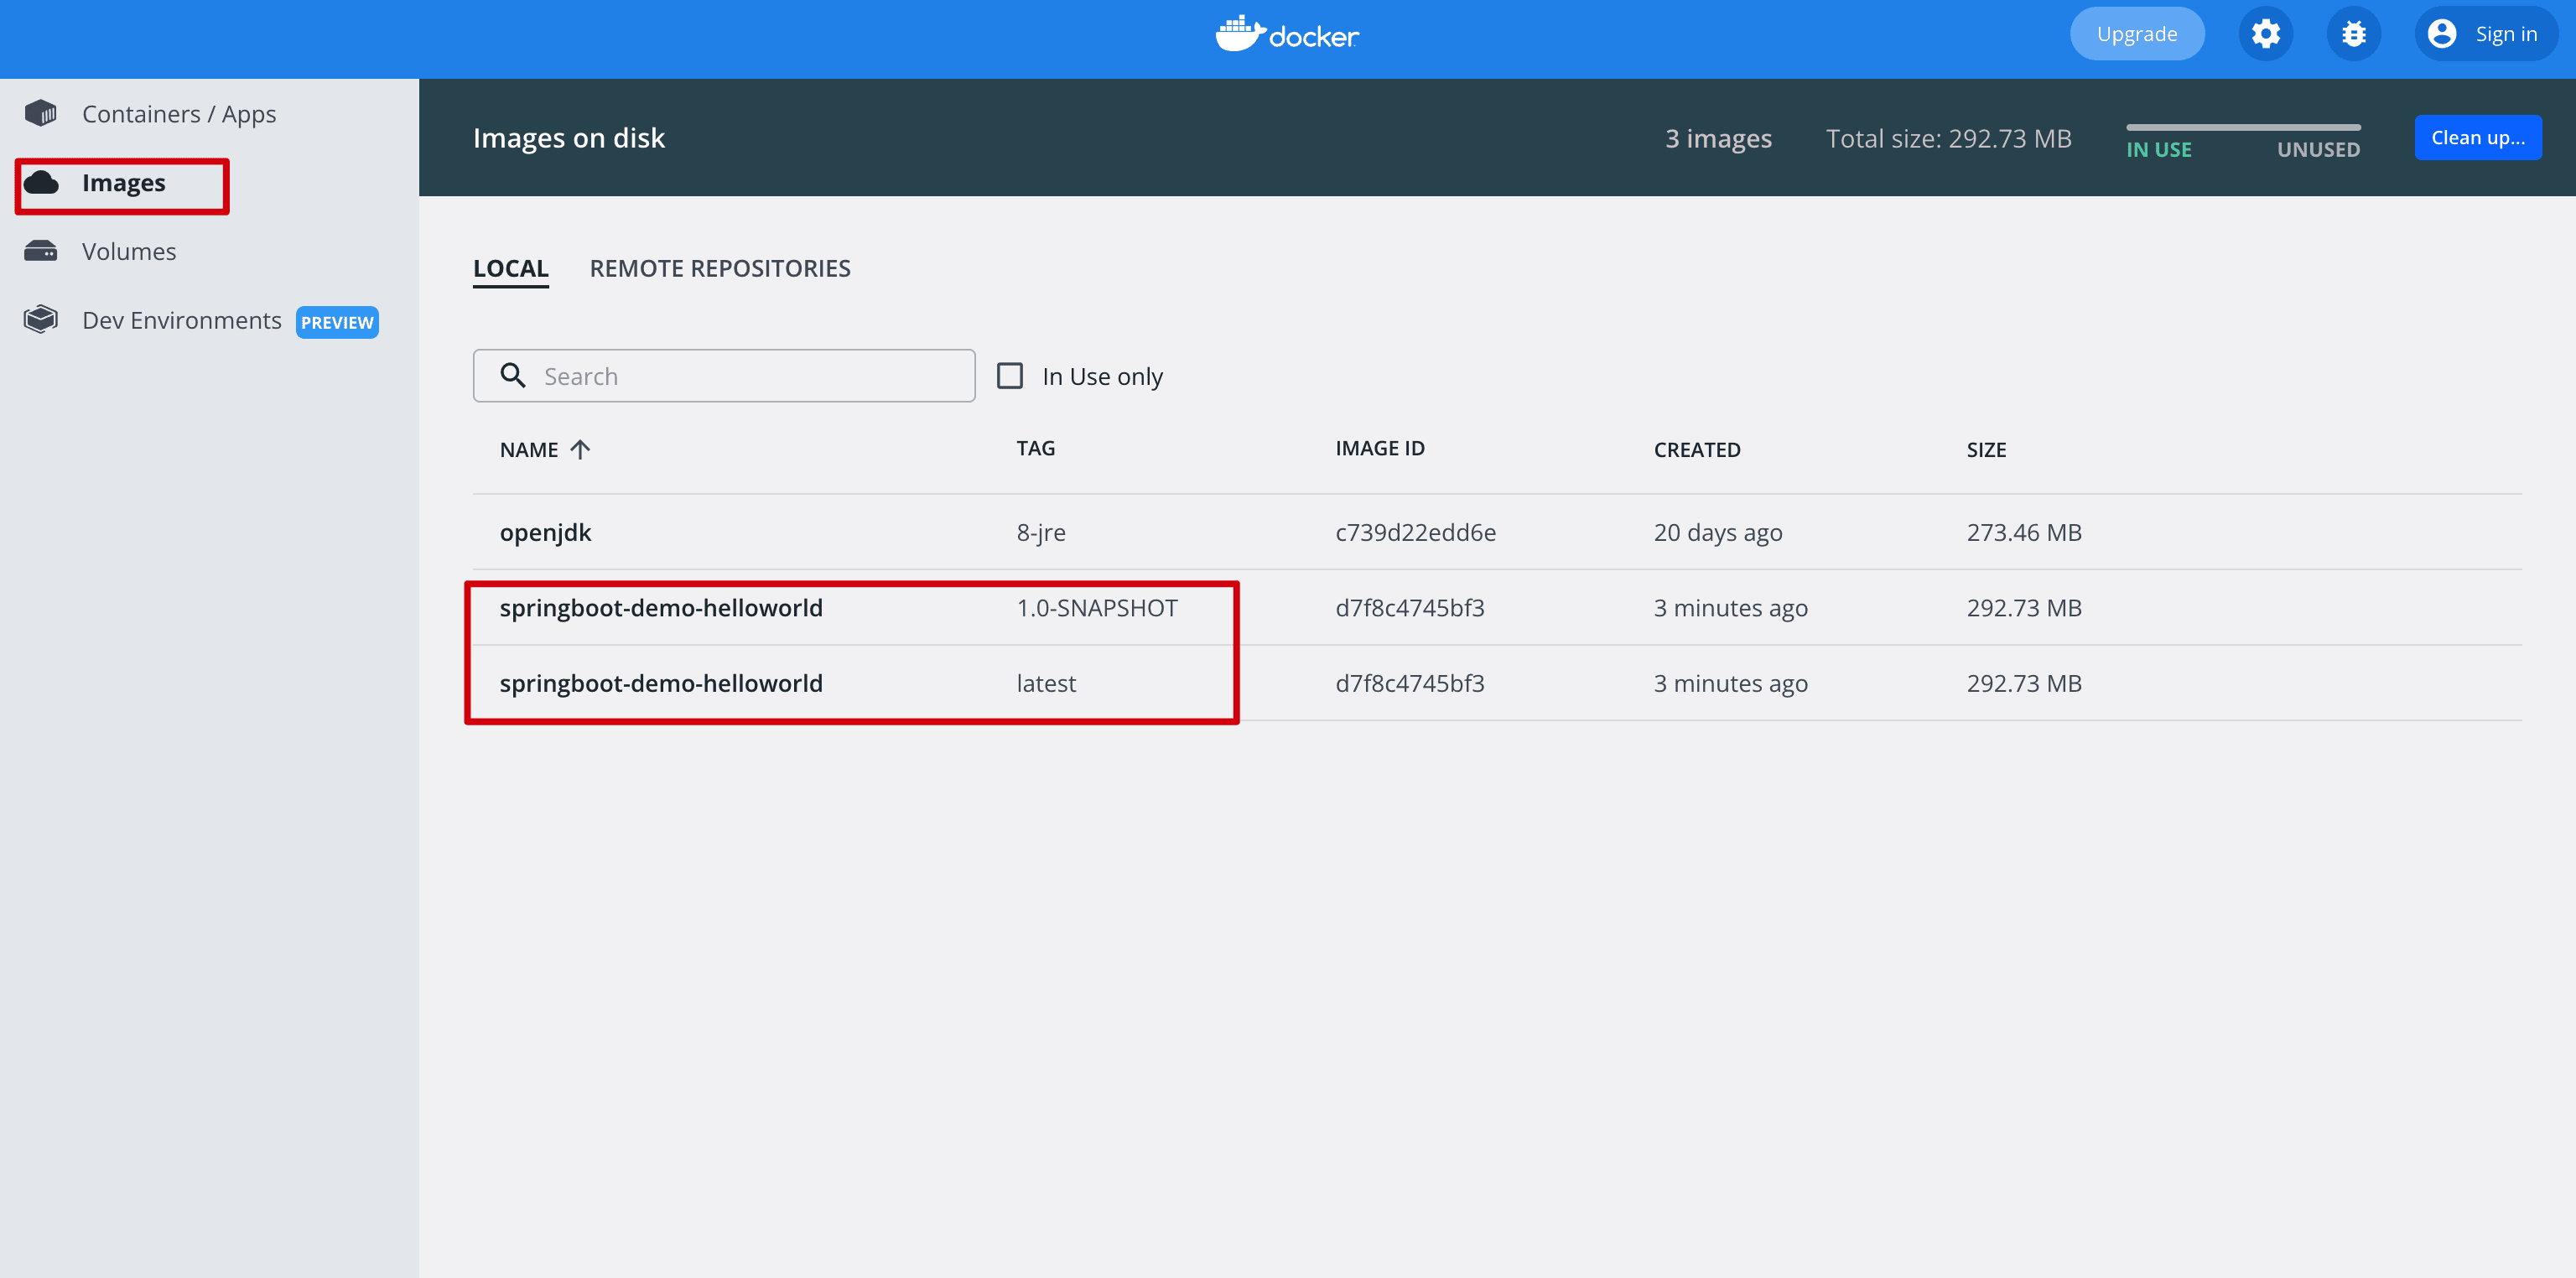 docker
Upgrade
Sign in
Containers / Apps
Images
Volumes
Dev Environments PREVIEW
Images on disk
3 images
Total size: 292.73 MB
IN USE
UNUSED
Clean up...
LOCAL
REMOTE REPOSITORIES
Search
In Use only
NAME TAG IMAGE ID CREATED SIZE
openjdk 8-jre c739d22edd6e 20 days ago 273.46 MB
springboot-demo-helloworld 1.0-SNAPSHOT d7f8c4745bf3 3 minutes ago 292.73 MB
springboot-demo-helloworld latest d7f8c4745bf3 3 minutes ago 292.73 MB